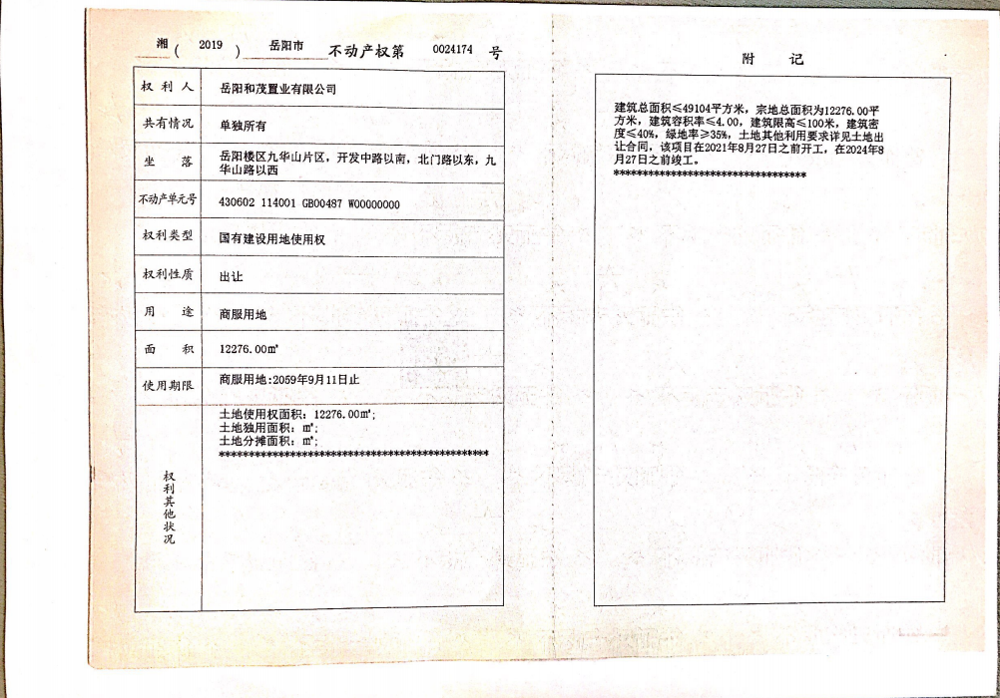 湘（ 2019 ） 岳阳市 不动产权第 0024174 号
权利人 岳阳和茂置业有限公司
共有情况 单独所有
坐落 岳阳楼区九华山片区，开发中路以南，北门路以东，九
华山路以西
不动产单元号 430602 114001 GB00487 W00000000
权利类型 国有建设用地使用权
权利性质 出让
用途 商服用地
面积 12276.00㎡
使用期限 商服用地:2059年9月11日止
权利其他状况
土地使用权面积：12276.00㎡;
土地独用面积：㎡;
土地分摊面积：㎡;
**********************************************
附记
建筑总面积≤49104平方米，宗地总面积为12276.00平
方米，建筑容积率≤4.00，建筑限高≤100米，建筑密
度≤40%，绿地率≥35%，土地其他利用要求详见土地出
让合同，该项目在2021年8月27日之前开工，在2024年8
月27日之前竣工。
*********************************